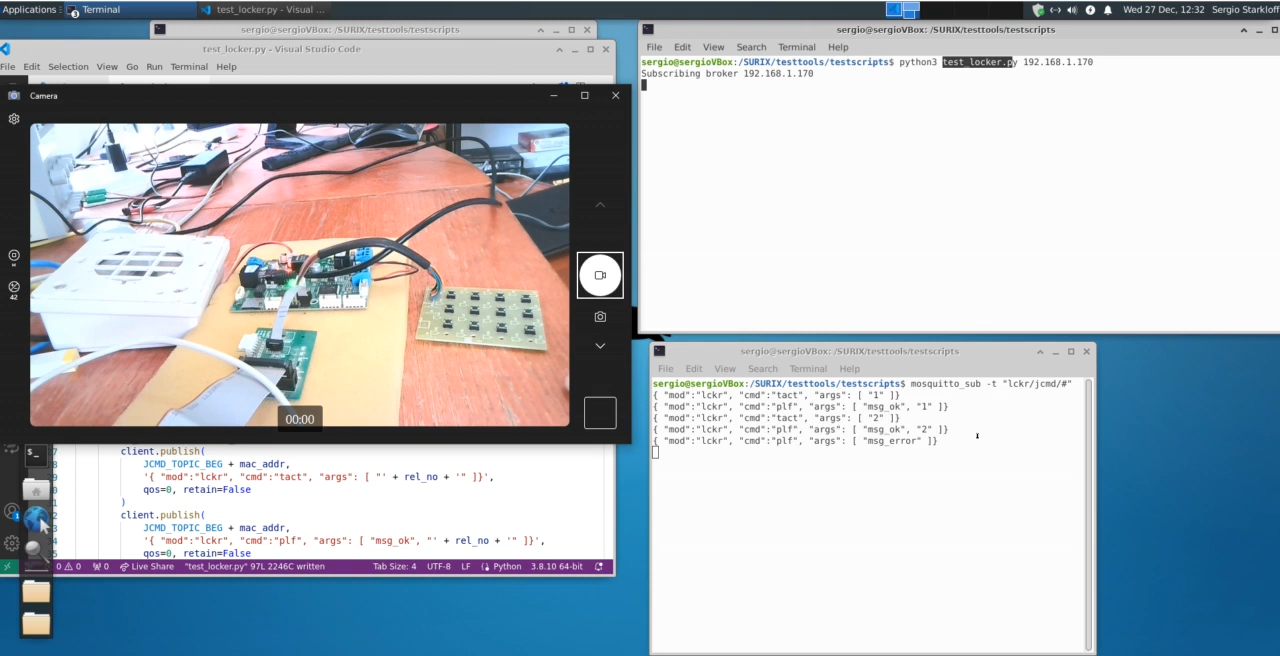 Applications
3
Terminal
test_locker.py - Visual ...
Wed 27 Dec, 12:32
Sergio Starkloff
sergio@sergioVBox: /SURIX/testtools/testscripts
test_locker.py - Visual Studio Code
File Edit Selection View Go Run Terminal Help
Camera
42
00:00
client.publish(
JCMD_TOPIC_BEG + mac_addr,
'{ "mod":"lckr", "cmd":"tact", "args": [ "' + rel_no + '" ]}',
qos=0, retain=False
)
client.publish(
JCMD_TOPIC_BEG + mac_addr,
'{ "mod":"lckr", "cmd":"plf", "args": [ "msg_ok", "' + rel_no + '" ]}',
qos=0, retain=False
0 0 0 Live Share "test_locker.py" 97L 2246C written Tab Size: 4 UTF-8 LF Python 3.8.10 64-bit
sergio@sergioVBox: /SURIX/testtools/testscripts
File Edit View Search Terminal Help
sergio@sergioVBox:/SURIX/testtools/testscripts$ python3 test_locker.py 192.168.1.170
Subscribing broker 192.168.1.170
sergio@sergioVBox: /SURIX/testtools/testscripts
File Edit View Search Terminal Help
sergio@sergioVBox:/SURIX/testtools/testscripts$ mosquitto_sub -t "lckr/jcmd/#"
{ "mod":"lckr", "cmd":"tact", "args": [ "1" ]}
{ "mod":"lckr", "cmd":"plf", "args": [ "msg_ok", "1" ]}
{ "mod":"lckr", "cmd":"tact", "args": [ "2" ]}
{ "mod":"lckr", "cmd":"plf", "args": [ "msg_ok", "2" ]}
{ "mod":"lckr", "cmd":"plf", "args": [ "msg_error" ]}